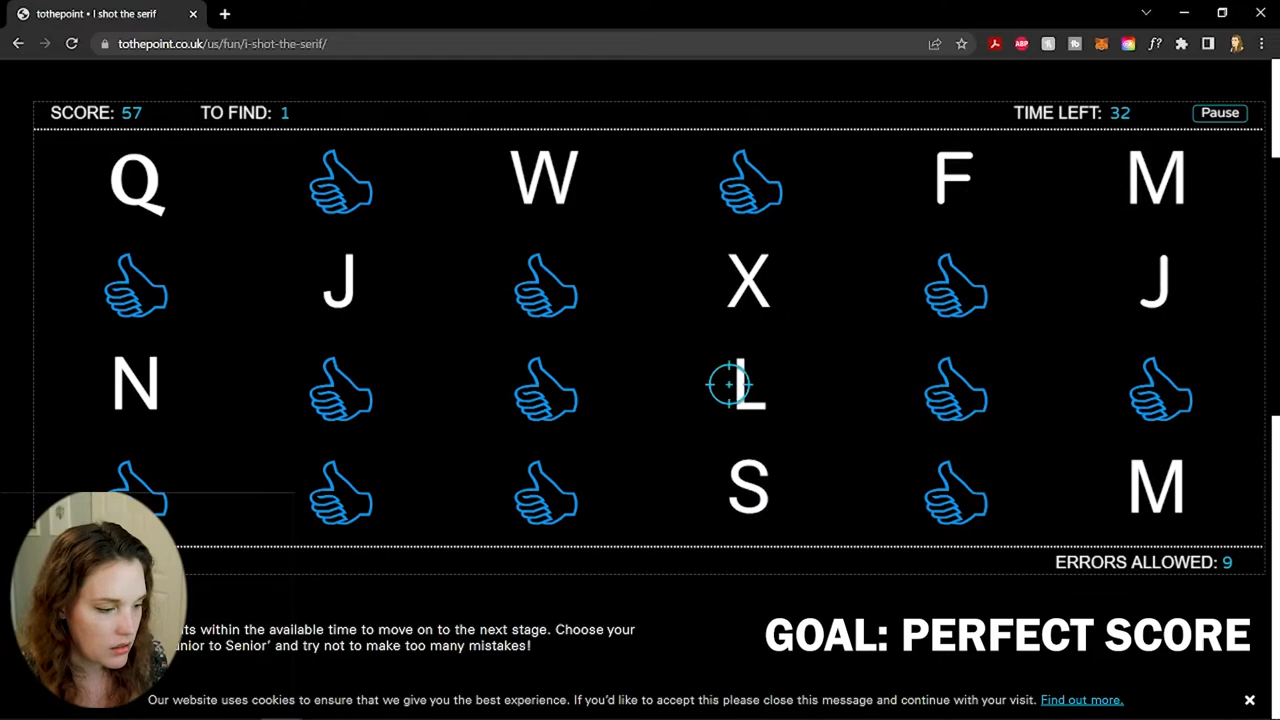 tothepoint • I shot the serif
tothepoint.co.uk/us/fun/i-shot-the-serif/
ABP
f?
SCORE: 57 TO FIND: 1 TIME LEFT: 32 Pause
Q W F M
J X J
N L
S M
ERRORS ALLOWED: 9
within the available time to move on to the next stage. Choose your
Senior' and try not to make too many mistakes!
GOAL: PERFECT SCORE
Our website uses cookies to ensure that we give you the best experience. If you'd like to accept this please close this message and continue with your visit. Find out more.